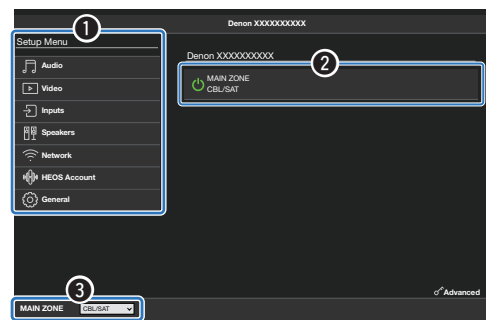 Denon XXXXXXXXXX
1
Setup Menu
Audio
Video
Inputs
Speakers
Network
HEOS Account
General
Denon XXXXXXXXXX
2
MAIN ZONE
CBL/SAT
3
Advanced
MAIN ZONE CBL/SAT